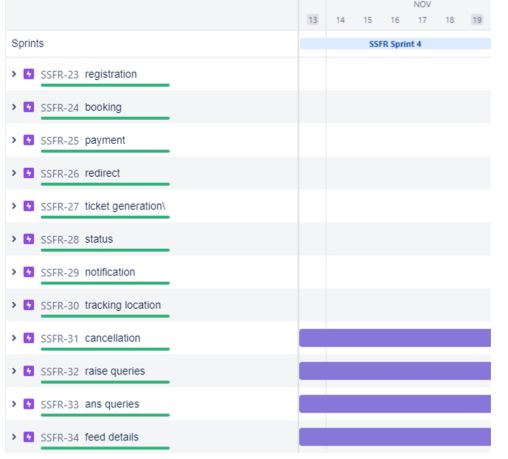 NOV
13 14 15 16 17 18 19
Sprints SSFR Sprint 4
SSFR-23 registration
SSFR-24 booking
SSFR-25 payment
SSFR-26 redirect
SSFR-27 ticket generation\
SSFR-28 status
SSFR-29 notification
SSFR-30 tracking location
SSFR-31 cancellation
SSFR-32 raise queries
SSFR-33 ans queries
SSFR-34 feed details